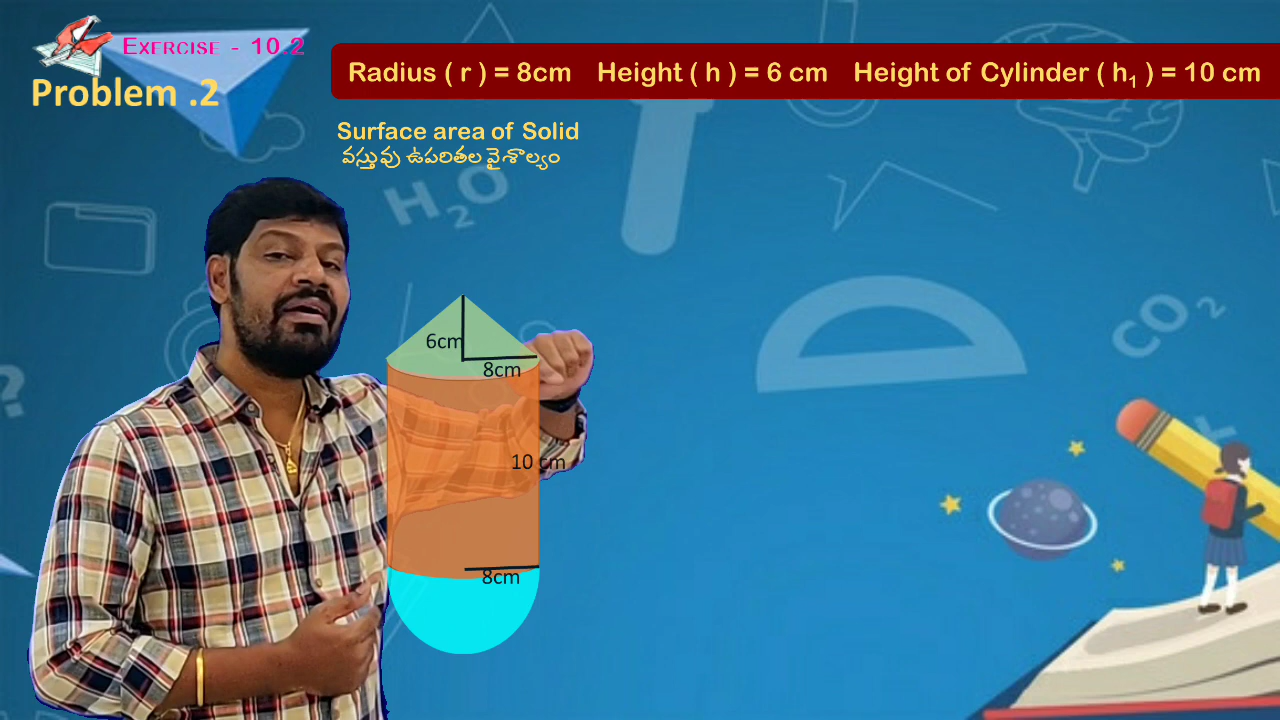 EXERCISE - 10.2
Problem .2
Radius ( r ) = 8cm Height ( h ) = 6 cm Height of Cylinder ( h₁ ) = 10 cm
Surface area of Solid
వస్తువు ఉపరితల వైశాల్యం
H₂O
CO₂
?
6cm
8cm
10 cm
8cm